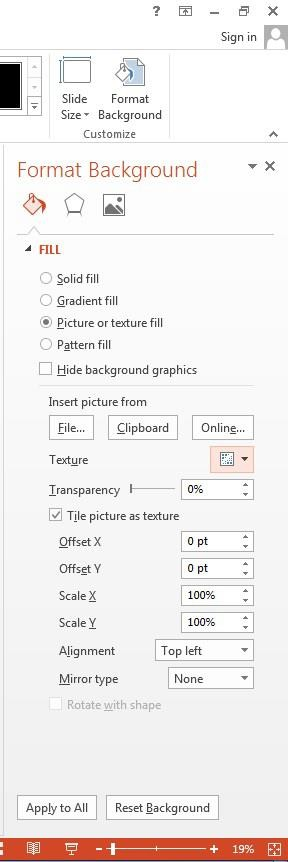 ?
Sign in
Slide Format
Size Background
Customize
Format Background
FILL
Solid fill
Gradient fill
Picture or texture fill
Pattern fill
Hide background graphics
Insert picture from
File... Clipboard Online...
Texture
Transparency 0%
Tile picture as texture
Offset X 0 pt
Offset Y 0 pt
Scale X 100%
Scale Y 100%
Alignment Top left
Mirror type None
Rotate with shape
Apply to All Reset Background
19%